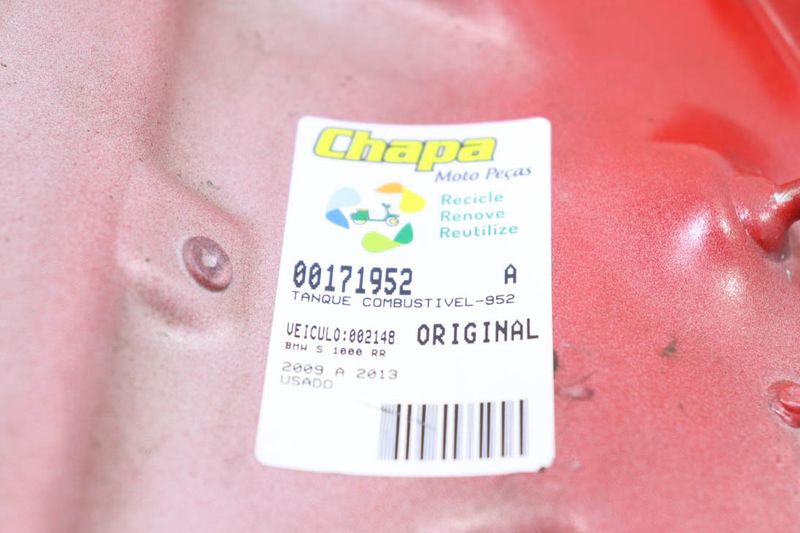 Chapa
Moto Peças
Recicle
Renove
Reutilize
00171952 A
TANQUE COMBUSTIVEL-952
VEICULO:002148 ORIGINAL
BMW S 1000 RR
2009 A 2013
USADO